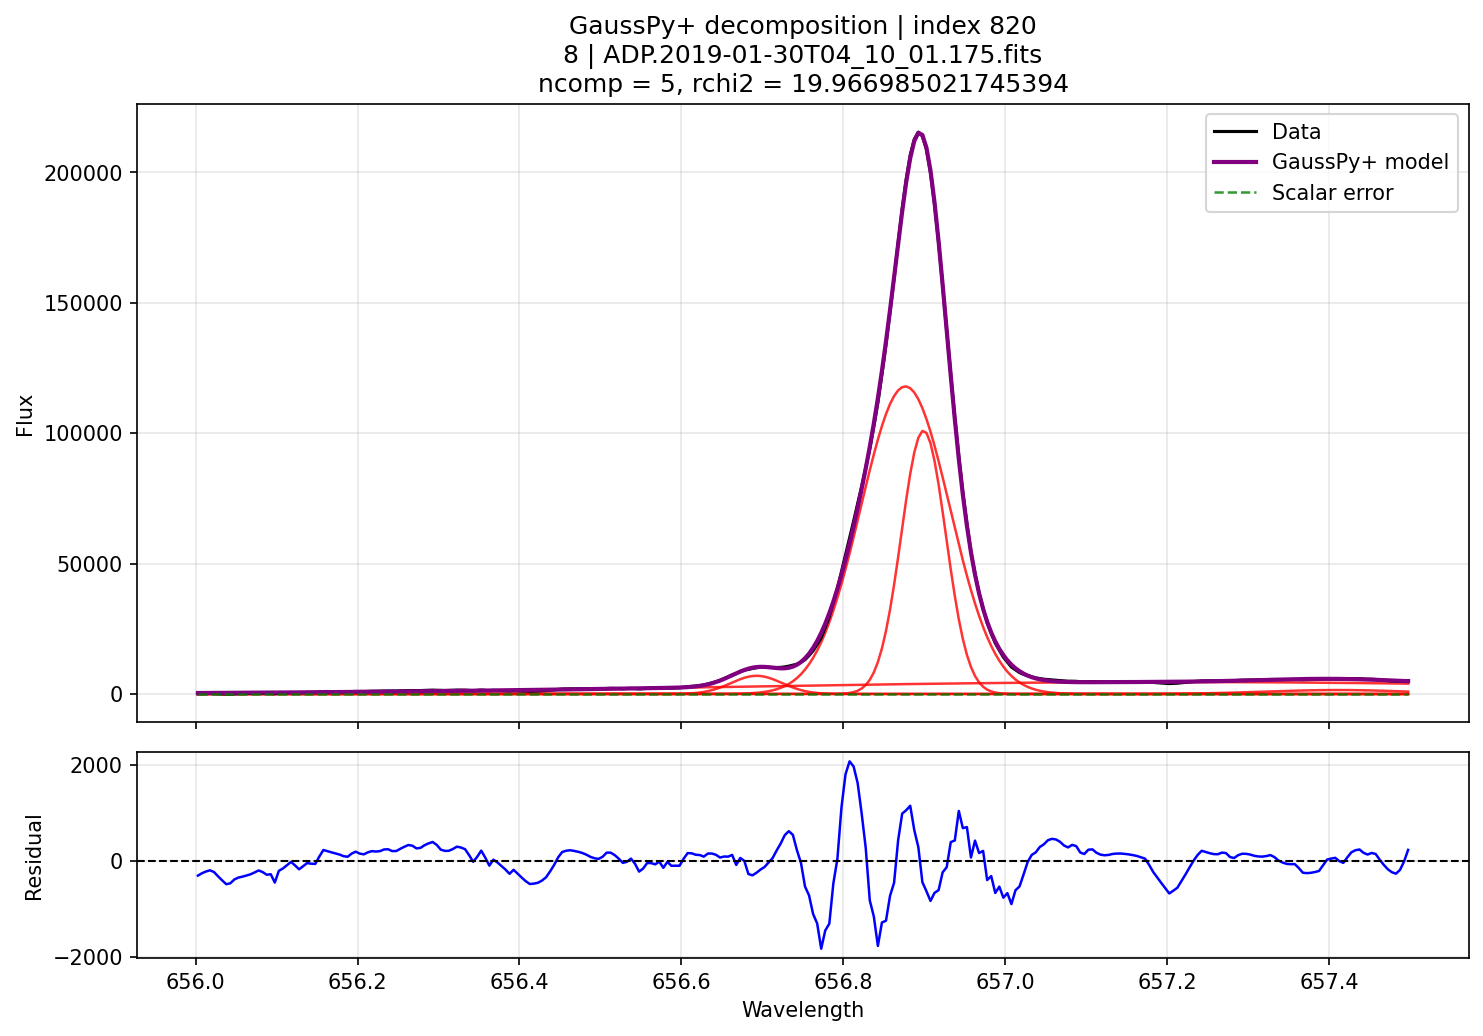 GaussPy+ decomposition | index 820
8 | ADP.2019-01-30T04_10_01.175.fits
ncomp = 5, rchi2 = 19.966985021745394
Data
GaussPy+ model
Scalar error
Flux
200000
150000
100000
50000
0
Residual
2000
0
−2000
656.0
656.2
656.4
656.6
656.8
657.0
657.2
657.4
Wavelength